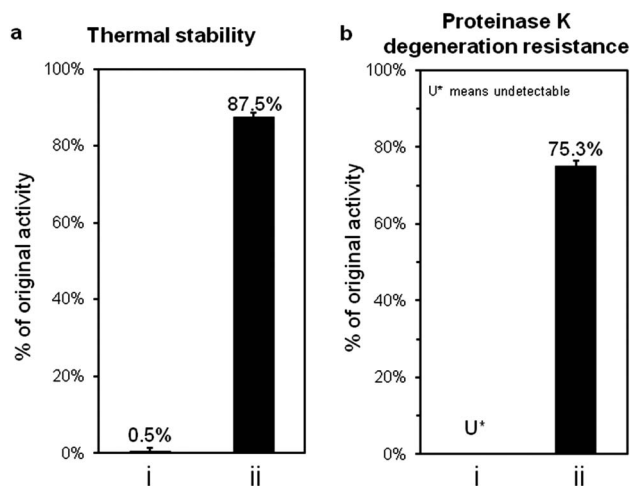 a
Thermal stability
% of original activity
100%
80%
60%
40%
20%
0%
0.5%
87.5%
i
ii
b
Proteinase K
degeneration resistance
% of original activity
100%
80%
60%
40%
20%
0%
U* means undetectable
U*
75.3%
i
ii